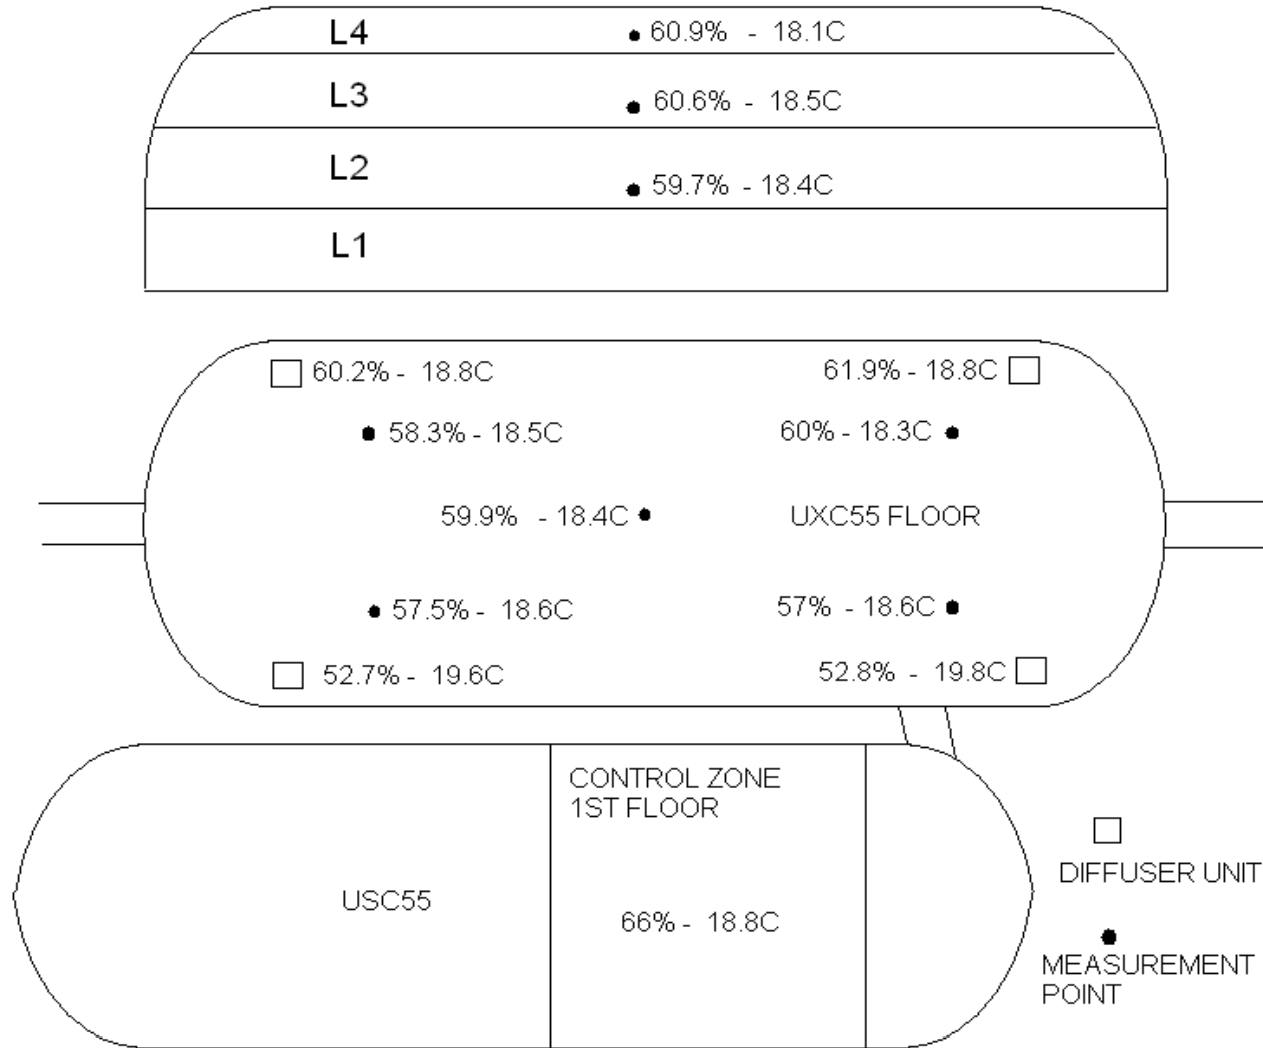 L4
60.9% - 18.1C
L3
60.6% - 18.5C
L2
59.7% - 18.4C
L1
60.2% - 18.8C
61.9% - 18.8C
58.3% - 18.5C
60% - 18.3C
59.9% - 18.4C
UXC55 FLOOR
57.5% - 18.6C
57% - 18.6C
52.7% - 19.6C
52.8% - 19.8C
CONTROL ZONE
1ST FLOOR
USC55
66% - 18.8C
DIFFUSER UNIT
MEASUREMENT
POINT